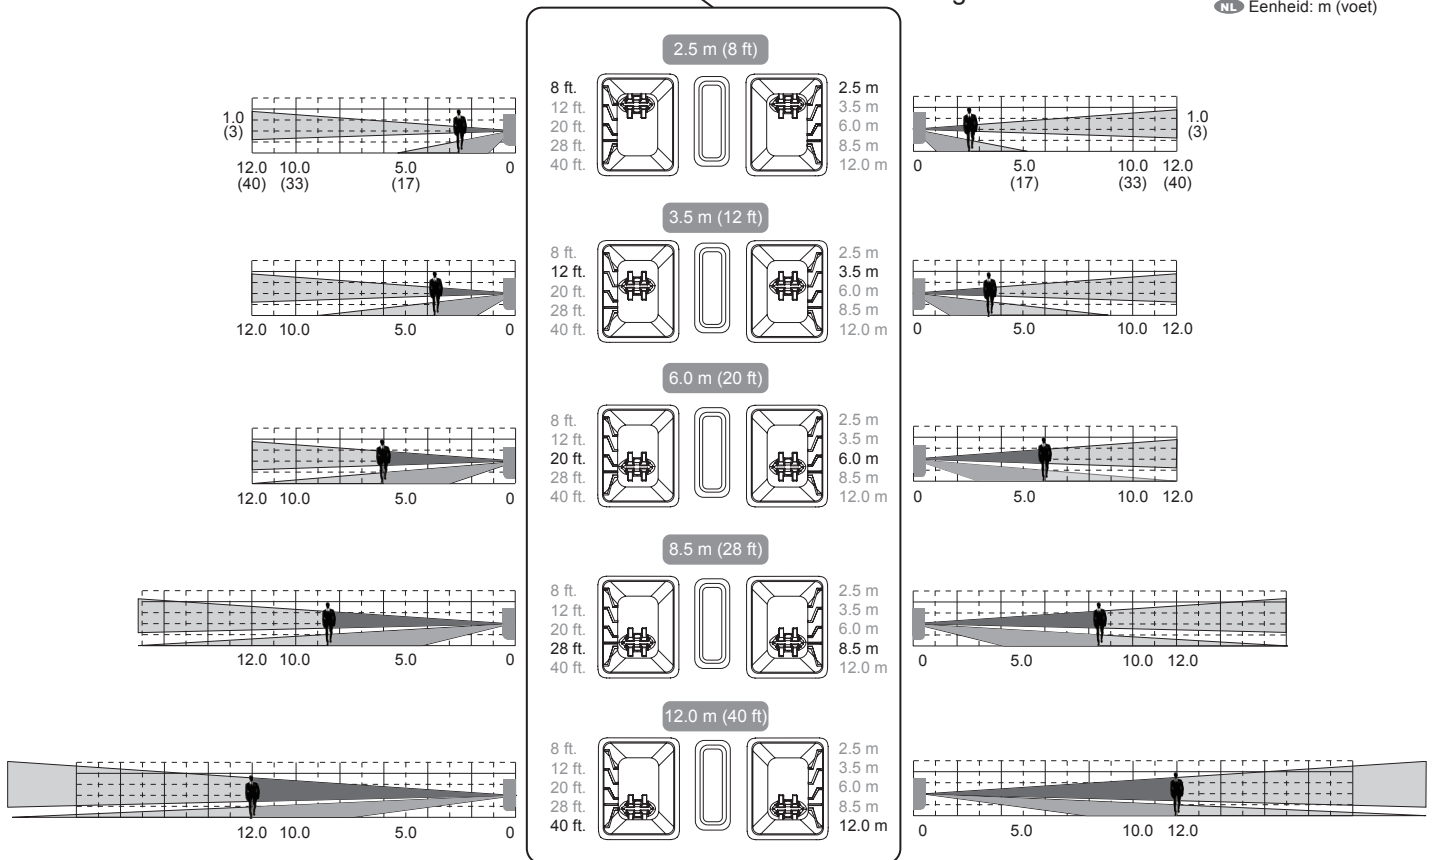 NL Eenheid: m (voet)
2.5 m (8 ft)
1.0
(3)
12.0 10.0 5.0 0
(40) (33) (17)
8 ft.
12 ft.
20 ft.
28 ft.
40 ft.
2.5 m
3.5 m
6.0 m
8.5 m
12.0 m
1.0
(3)
0 5.0 10.0 12.0
(17) (33) (40)
3.5 m (12 ft)
12.0 10.0 5.0 0
8 ft.
12 ft.
20 ft.
28 ft.
40 ft.
2.5 m
3.5 m
6.0 m
8.5 m
12.0 m
0 5.0 10.0 12.0
6.0 m (20 ft)
12.0 10.0 5.0 0
8 ft.
12 ft.
20 ft.
28 ft.
40 ft.
2.5 m
3.5 m
6.0 m
8.5 m
12.0 m
0 5.0 10.0 12.0
8.5 m (28 ft)
12.0 10.0 5.0 0
8 ft.
12 ft.
20 ft.
28 ft.
40 ft.
2.5 m
3.5 m
6.0 m
8.5 m
12.0 m
0 5.0 10.0 12.0
12.0 m (40 ft)
12.0 10.0 5.0 0
8 ft.
12 ft.
20 ft.
28 ft.
40 ft.
2.5 m
3.5 m
6.0 m
8.5 m
12.0 m
0 5.0 10.0 12.0